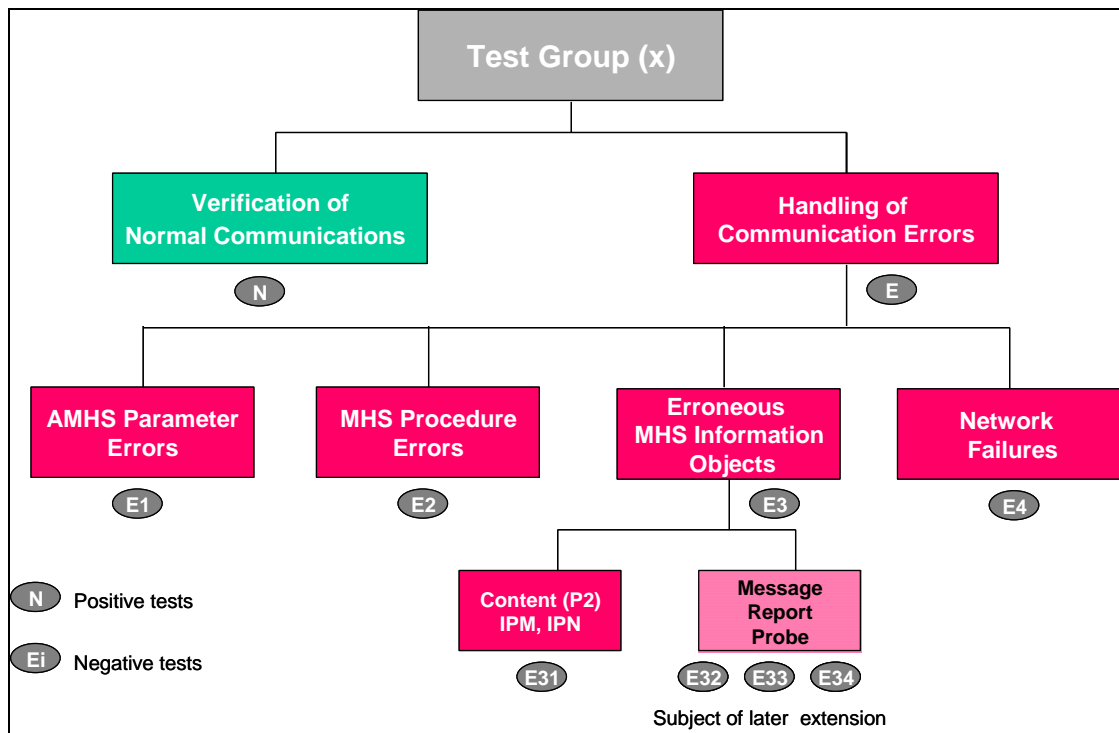 Test Group (x)
Verification of
Normal Communications
Handling of
Communication Errors
N
E
AMHS Parameter
Errors
MHS Procedure
Errors
Erroneous
MHS Information
Objects
Network
Failures
E1
E2
E3
E4
Content (P2)
IPM, IPN
Message
Report
Probe
N Positive tests
Ei Negative tests
E31
E32 E33 E34
Subject of later extension